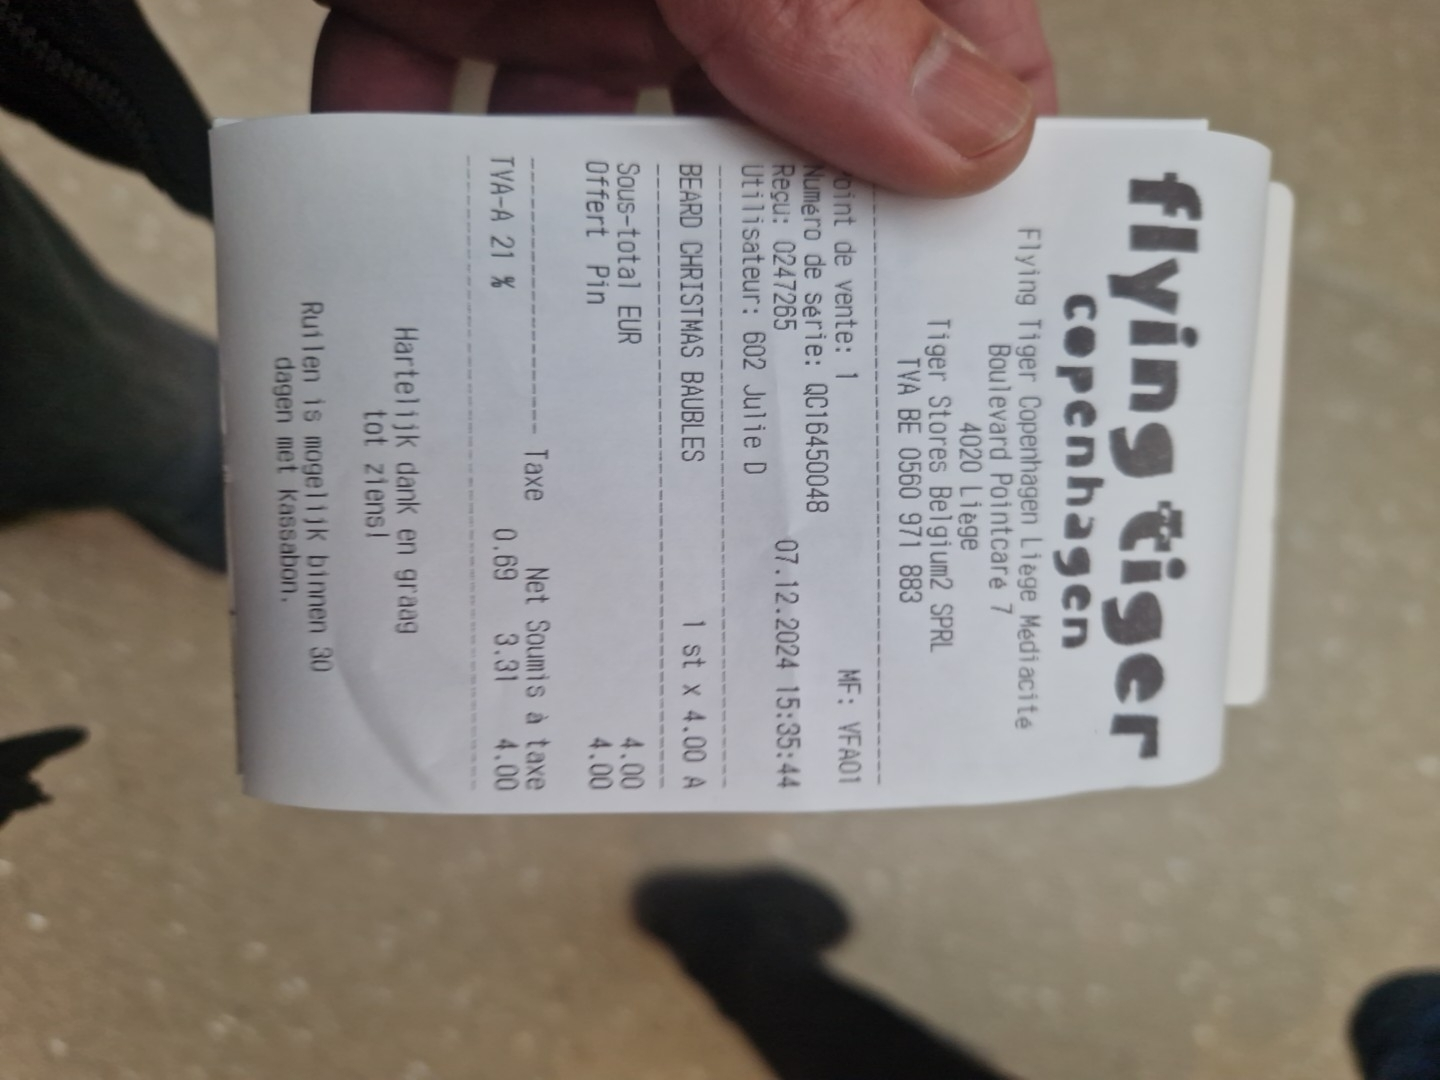 flying tiger
copenhagen
Flying Tiger Copenhagen Liège Médiacité
Boulevard Pointcaré 7
4020 Liège
Tiger Stores Belgium2 SPRL
TVA BE 0560 971 883
oint de vente: 1 MF: VFA01
Numéro de série: QC16450048
Reçu: 0247265 07.12.2024 15:35:44
Utilisateur: 602 Julie D
BEARD CHRISTMAS BAUBLES 1 st x 4.00 A
Sous-total EUR 4.00
Offert Pin 4.00
Taxe Net Soumis à taxe
TVA-A 21 % 0.69 3.31 4.00
Hartelijk dank en graag
tot ziens!
Ruilen is mogelijk binnen 30
dagen met kassabon.